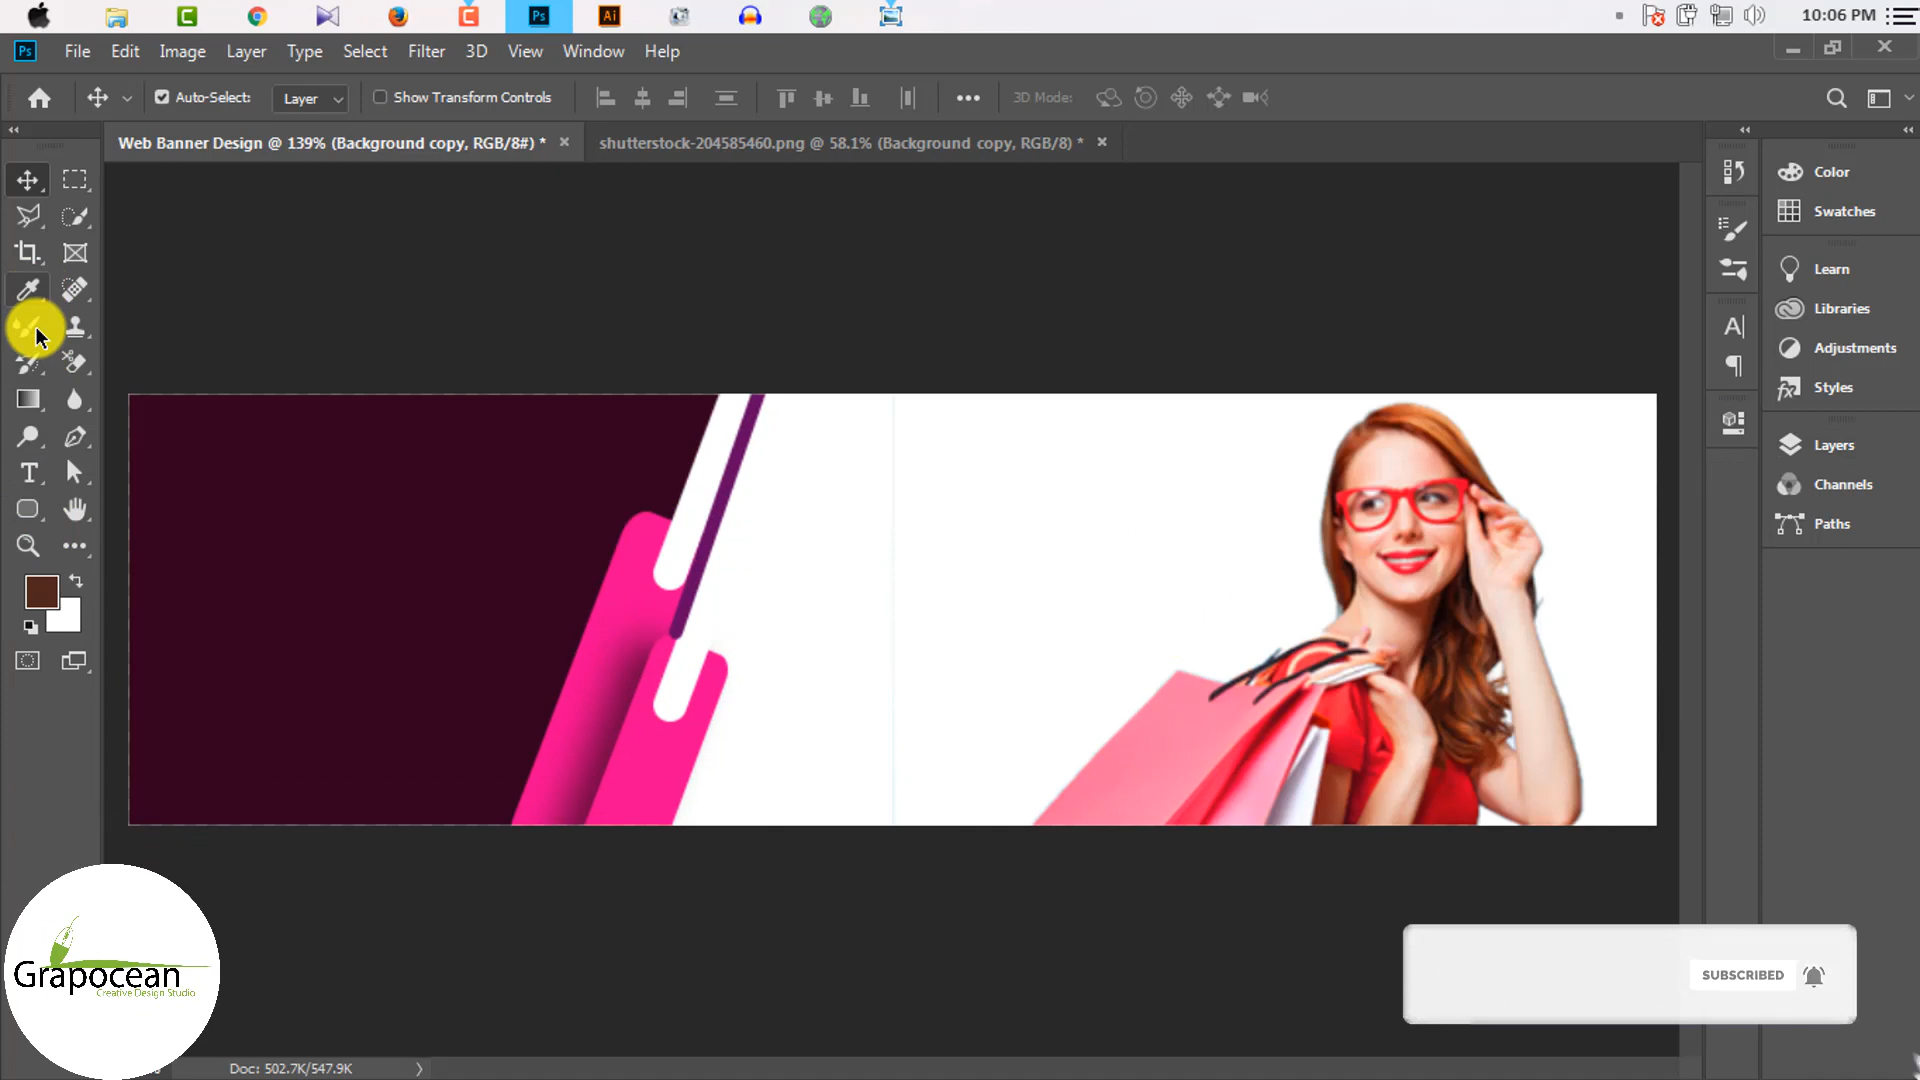 Ps
Ai
10:06 PM
Ps File Edit Image Layer Type Select Filter 3D View Window Help
Auto-Select: Layer Show Transform Controls 3D Mode:
Web Banner Design @ 139% (Background copy, RGB/8#) * shutterstock-204585460.png @ 58.1% (Background copy, RGB/8) *
Color
Swatches
Learn
Libraries
Adjustments
Styles
Layers
Channels
Paths
Grapocean
Creative Design Studio
SUBSCRIBED
Doc: 502.7K/547.9K